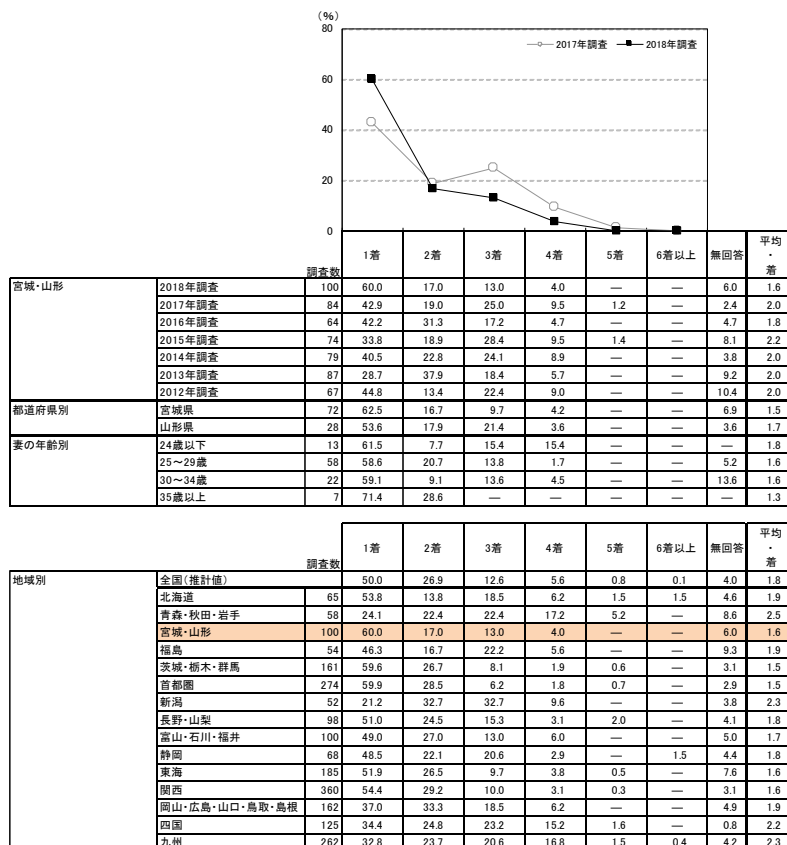 (%)
80
60
40
20
0
2017年調査 2018年調査
調査数 1着 2着 3着 4着 5着 6着以上 無回答 平均・着
宮城・山形 2018年調査 100 60.0 17.0 13.0 4.0 — — 6.0 1.6
2017年調査 84 42.9 19.0 25.0 9.5 1.2 — 2.4 2.0
2016年調査 64 42.2 31.3 17.2 4.7 — — 4.7 1.8
2015年調査 74 33.8 18.9 28.4 9.5 1.4 — 8.1 2.2
2014年調査 79 40.5 22.8 24.1 8.9 — — 3.8 2.0
2013年調査 87 28.7 37.9 18.4 5.7 — — 9.2 2.0
2012年調査 67 44.8 13.4 22.4 9.0 — — 10.4 2.0
都道府県別 宮城県 72 62.5 16.7 9.7 4.2 — — 6.9 1.5
山形県 28 53.6 17.9 21.4 3.6 — — 3.6 1.7
妻の年齢別 24歳以下 13 61.5 7.7 15.4 15.4 — — — 1.8
25～29歳 58 58.6 20.7 13.8 1.7 — — 5.2 1.6
30～34歳 22 59.1 9.1 13.6 4.5 — — 13.6 1.6
35歳以上 7 71.4 28.6 — — — — — 1.3
調査数 1着 2着 3着 4着 5着 6着以上 無回答 平均・着
地域別 全国(推計値) 50.0 26.9 12.6 5.6 0.8 0.1 4.0 1.8
北海道 65 53.8 13.8 18.5 6.2 1.5 1.5 4.6 1.9
青森・秋田・岩手 58 24.1 22.4 22.4 17.2 5.2 — 8.6 2.5
宮城・山形 100 60.0 17.0 13.0 4.0 — — 6.0 1.6
福島 54 46.3 16.7 22.2 5.6 — — 9.3 1.9
茨城・栃木・群馬 161 59.6 26.7 8.1 1.9 0.6 — 3.1 1.5
首都圏 274 59.9 28.5 6.2 1.8 0.7 — 2.9 1.5
新潟 52 21.2 32.7 32.7 9.6 — — 3.8 2.3
長野・山梨 98 51.0 24.5 15.3 3.1 2.0 — 4.1 1.8
富山・石川・福井 100 49.0 27.0 13.0 6.0 — — 5.0 1.7
静岡 68 48.5 22.1 20.6 2.9 — 1.5 4.4 1.8
東海 185 51.9 26.5 9.7 3.8 0.5 — 7.6 1.6
関西 360 54.4 29.2 10.0 3.1 0.3 — 3.1 1.6
岡山・広島・山口・鳥取・島根 162 37.0 33.3 18.5 6.2 — — 4.9 1.9
四国 125 34.4 24.8 23.2 15.2 1.6 — 0.8 2.2
九州 262 32.8 23.7 20.6 16.8 1.5 0.4 4.2 2.3